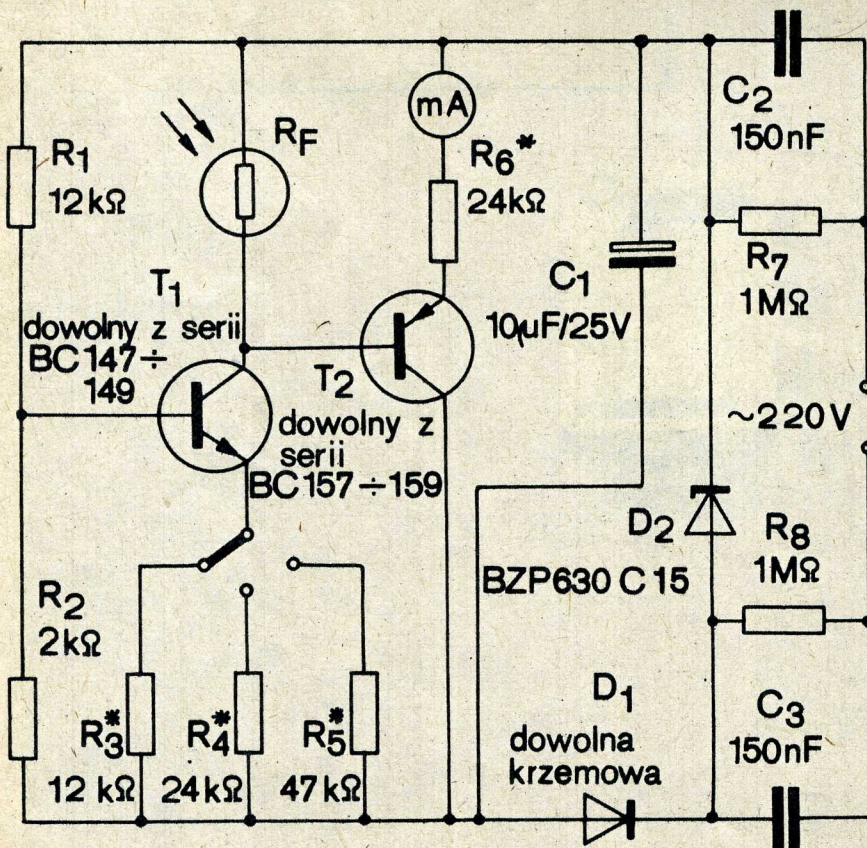 R1
12kΩ
RF
mA
R6*
24kΩ
C2
150nF
R7
1MΩ
C1
10µF/25V
T1
dowolny z serii
BC147÷
149
T2
dowolny z
serii
BC157÷159
~220V
D2
BZP630 C15
R8
1MΩ
R2
2kΩ
R3*
12 kΩ
R4*
24kΩ
R5*
47kΩ
D1
dowolna
krzemowa
C3
150nF